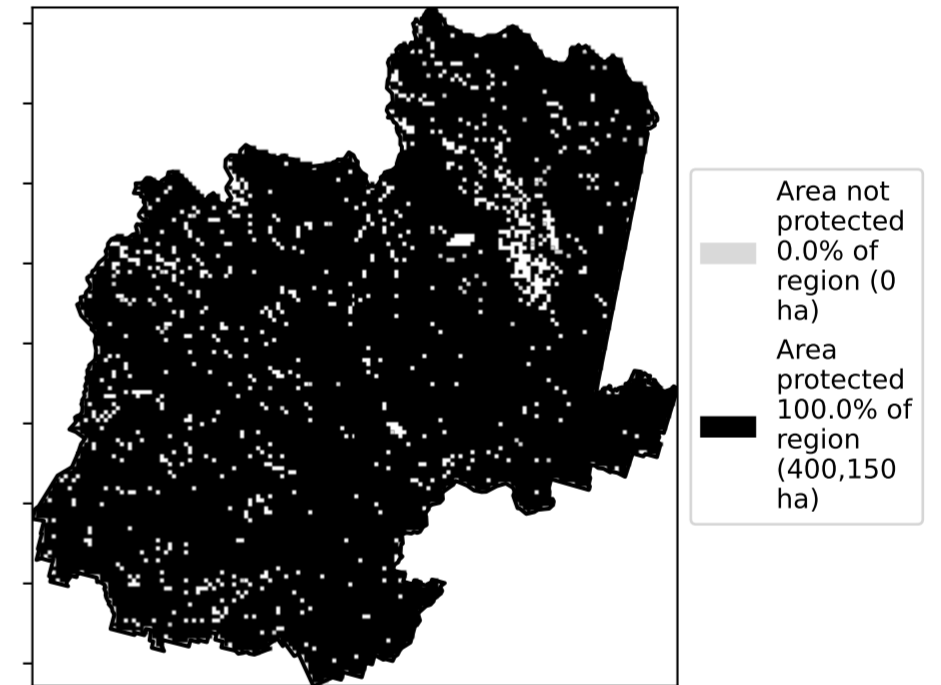 Area not
protected
0.0% of
region (0
ha)
Area
protected
100.0% of
region
(400,150
ha)